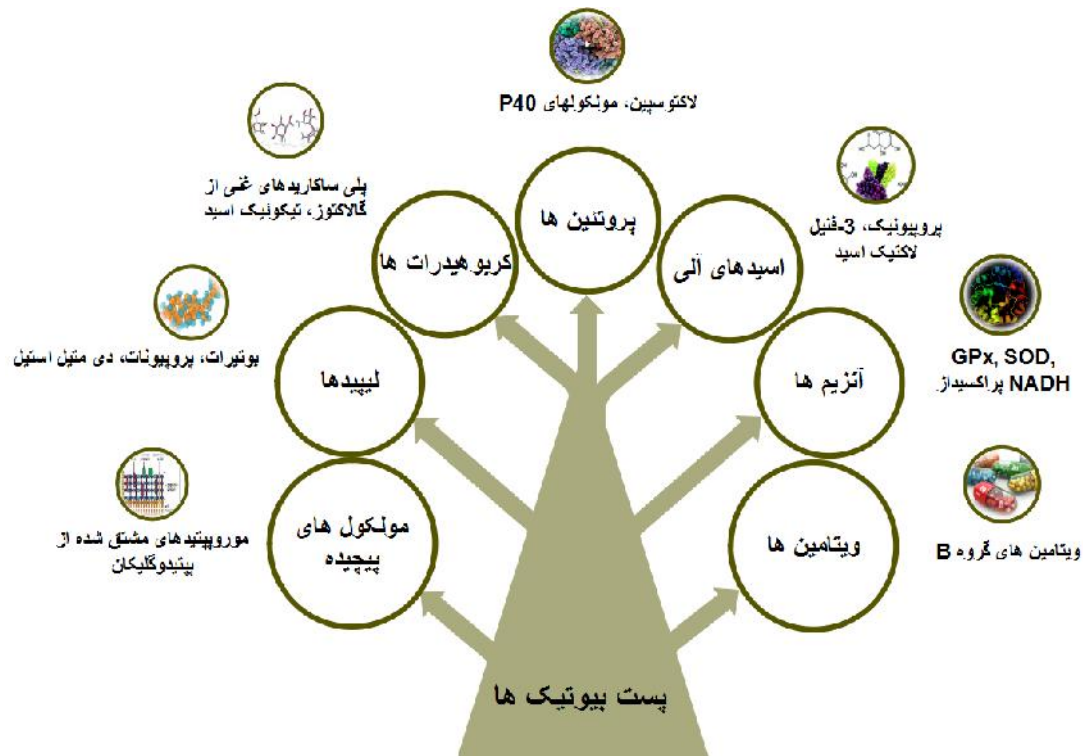 لاکتوسپین، مولکولهای P40
پلی ساکاریدهای غنی از
گالاکتوز، تیکوئیک اسید
پروپیونیک، 3-فنیل
لاکتیک اسید
پروتئین ها
کربوهیدرات ها
اسیدهای آلی
بوتیرات، پروپیونات، دی متیل استیل
لیپیدها
آنزیم ها
GPx, SOD,
NADH پراکسیداز
موروپپتیدهای مشتق شده از
پپتیدوگلیکان
مولکول های
پیچیده
ویتامین ها
ویتامین های گروه B
پست بیوتیک ها